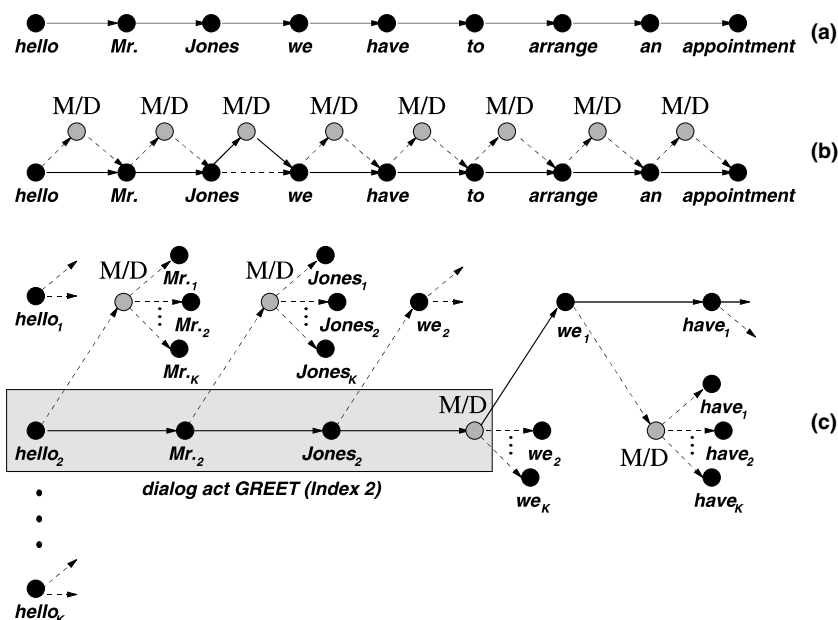 hello Mr. Jones we have to arrange an appointment (a)
M/D M/D M/D M/D M/D M/D M/D M/D
(b)
hello Mr. Jones we have to arrange an appointment
M/D Mr.1 M/D Jones1
hello1 Mr.2 Jones2 we2 we1 have1
Mr.K JonesK
M/D have1
(c)
hello2 Mr.2 Jones2 we2 M/D have2
dialog act GREET (Index 2) weK haveK
helloK